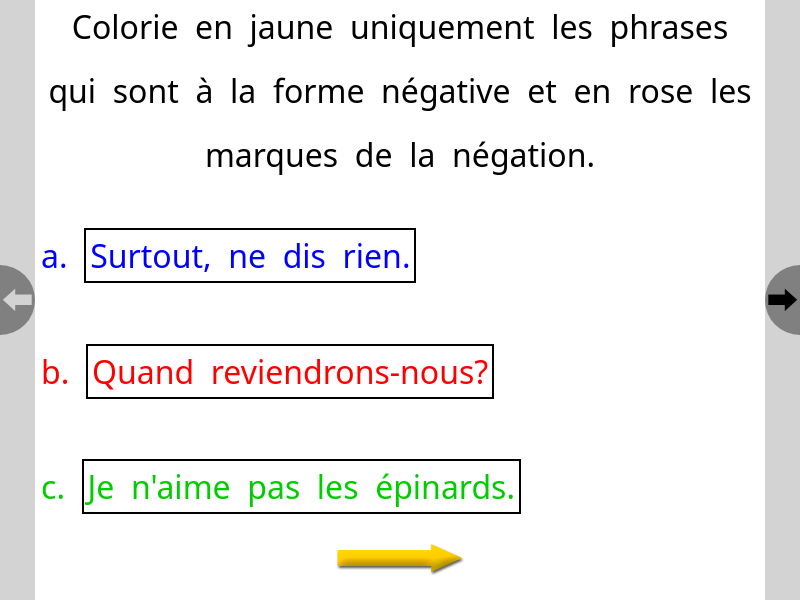 Colorie en jaune uniquement les phrases
qui sont à la forme négative et en rose les
marques de la négation.
a. Surtout, ne dis rien.
b. Quand reviendrons-nous?
c. Je n'aime pas les épinards.